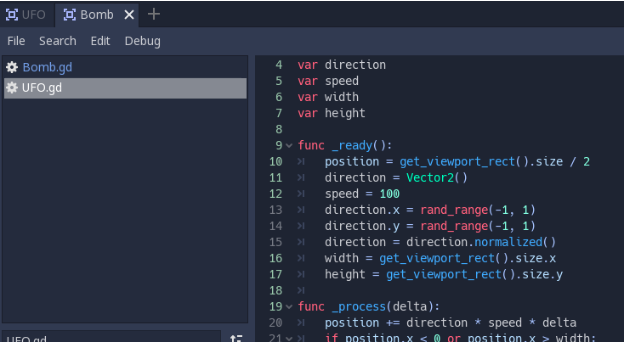 UFO Bomb
File Search Edit Debug
Bomb.gd
UFO.gd
UFO.gd
4 var direction
5 var speed
6 var width
7 var height
8
9 func _ready():
10 position = get_viewport_rect().size / 2
11 direction = Vector2()
12 speed = 100
13 direction.x = rand_range(-1, 1)
14 direction.y = rand_range(-1, 1)
15 direction = direction.normalized()
16 width = get_viewport_rect().size.x
17 height = get_viewport_rect().size.y
18
19 func _process(delta):
20 position += direction * speed * delta
21 if position.x < 0 or position.x > width: